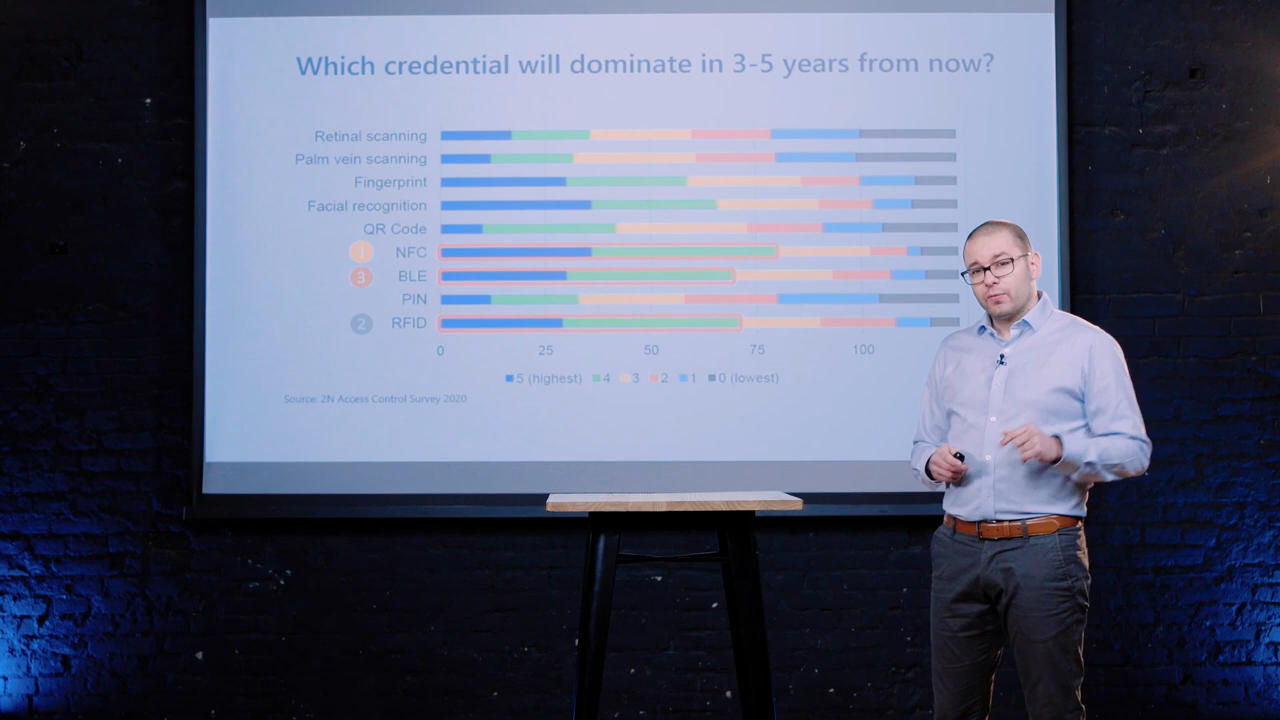 Which credential will dominate in 3-5 years from now?
Retinal scanning
Palm vein scanning
Fingerprint
Facial recognition
QR Code
1 NFC
3 BLE
PIN
2 RFID
0 25 50 75 100
5 (highest) 4 3 2 1 0 (lowest)
Source: 2N Access Control Survey 2020